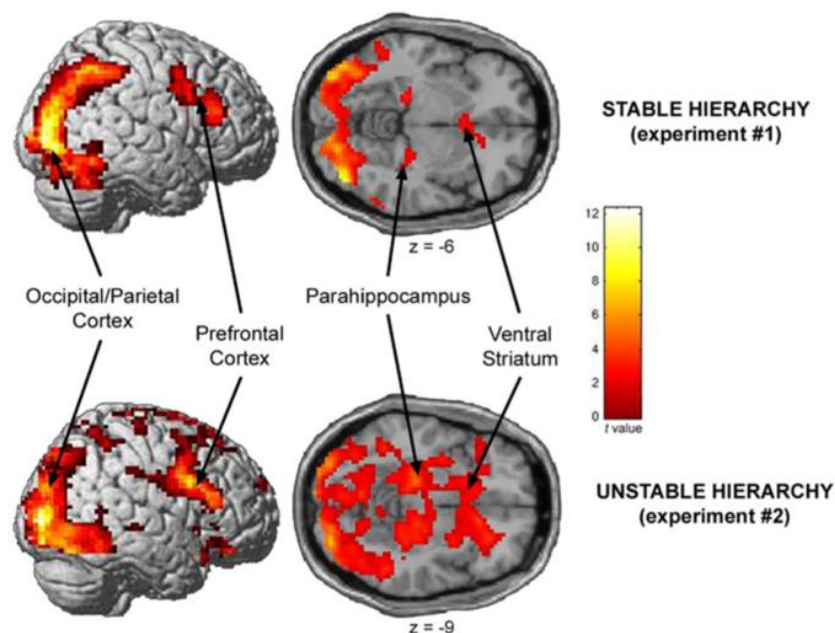 STABLE HIERARCHY
(experiment #1)
z = -6
12
10
8
6
4
2
0
t value
Occipital/Parietal
Cortex
Prefrontal
Cortex
Parahippocampus
Ventral
Striatum
UNSTABLE HIERARCHY
(experiment #2)
z = -9